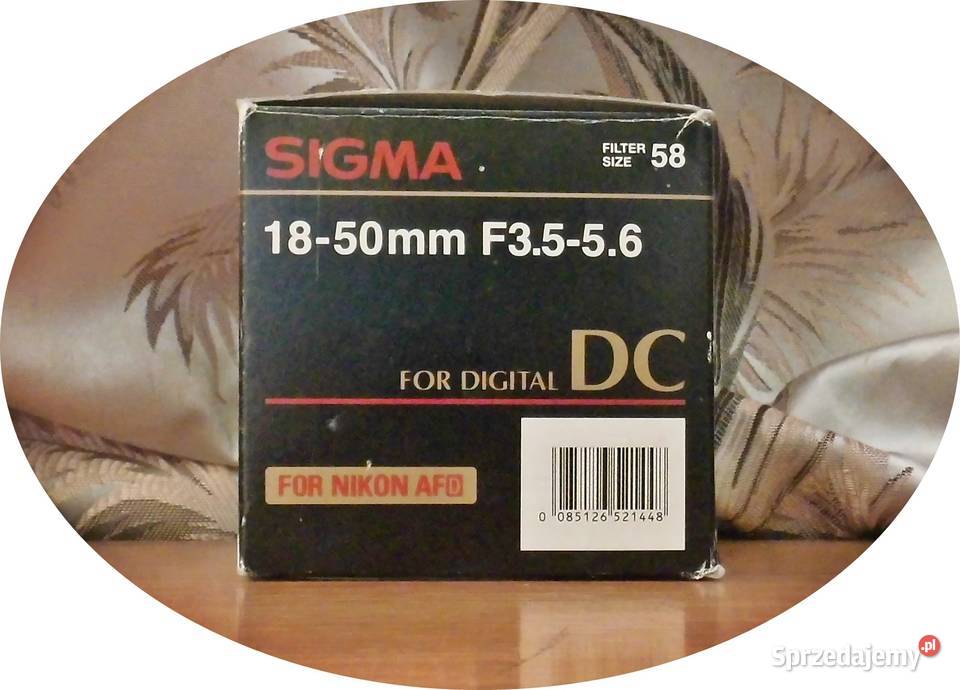 SIGMA
FILTER SIZE 58
18-50mm F3.5-5.6
FOR DIGITAL DC
FOR NIKON AFD
0 085126 521448
Sprzedajemy.pl